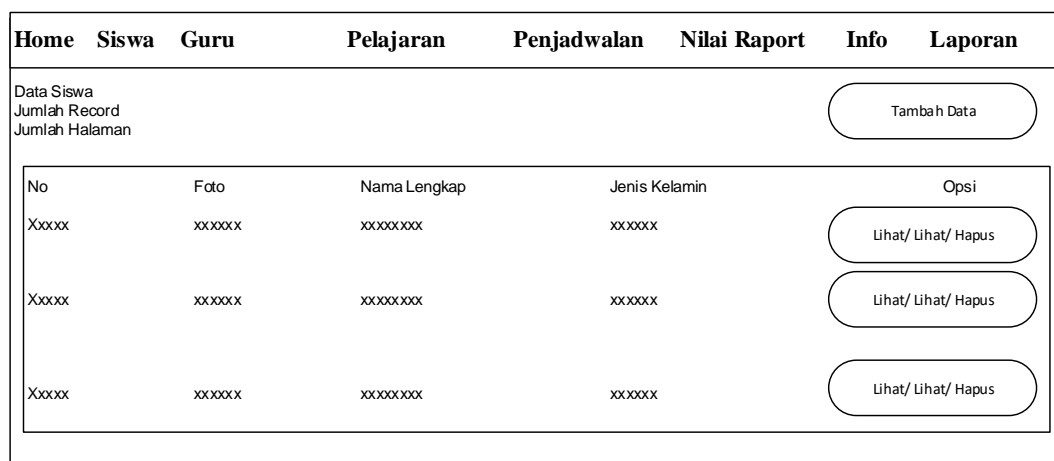 Home Siswa Guru Pelajaran Penjadwalan Nilai Raport Info Laporan
Data Siswa
Jumlah Record
Jumlah Halaman
Tambah Data
No Foto Nama Lengkap Jenis Kelamin Opsi
Xxxxx xxxxxx xxxxxxxx xxxxxx Lihat/ Lihat/ Hapus
Xxxxx xxxxxx xxxxxxxx xxxxxx Lihat/ Lihat/ Hapus
Xxxxx xxxxxx xxxxxxxx xxxxxx Lihat/ Lihat/ Hapus